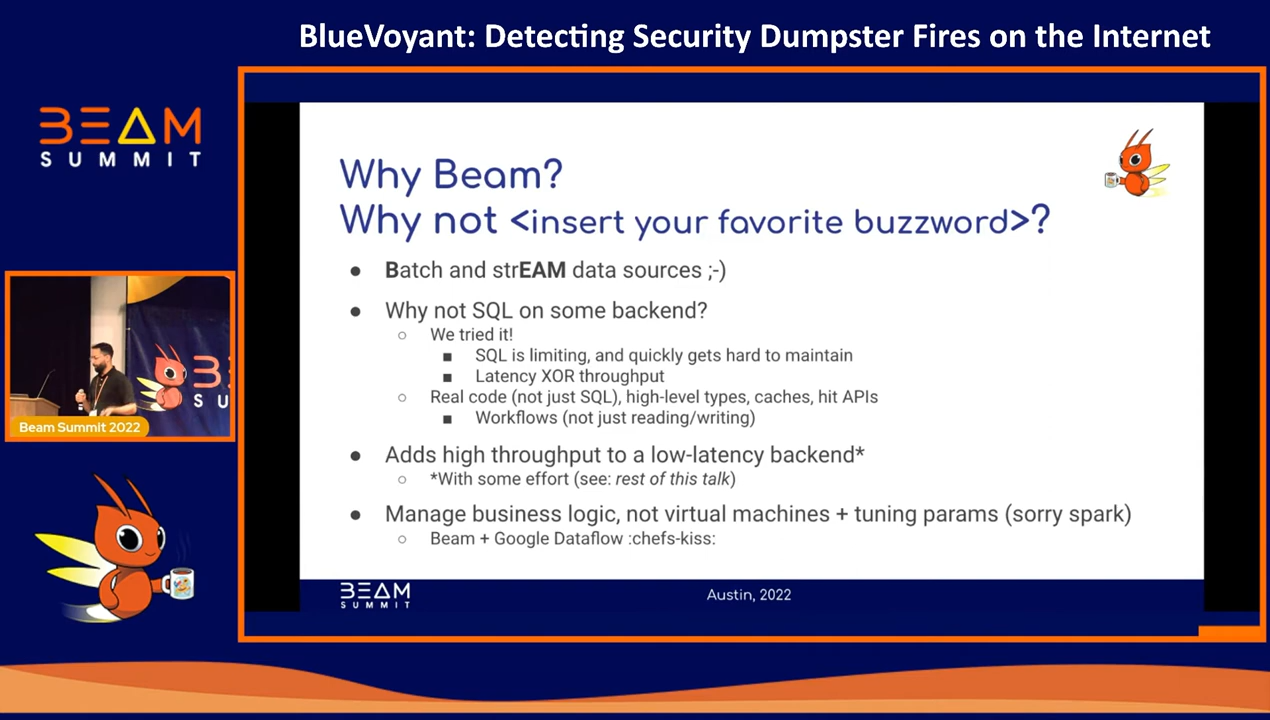 BlueVoyant: Detecting Security Dumpster Fires on the Internet
BEAM
SUMMIT
Why Beam?
Why not <insert your favorite buzzword>?
● Batch and strEAM data sources ;-)
● Why not SQL on some backend?
○ We tried it!
■ SQL is limiting, and quickly gets hard to maintain
■ Latency XOR throughput
○ Real code (not just SQL), high-level types, caches, hit APIs
■ Workflows (not just reading/writing)
● Adds high throughput to a low-latency backend*
○ *With some effort (see: rest of this talk)
● Manage business logic, not virtual machines + tuning params (sorry spark)
○ Beam + Google Dataflow :chefs-kiss:
BEAM
SUMMIT
Austin, 2022
B
S U
Beam Summit 2022